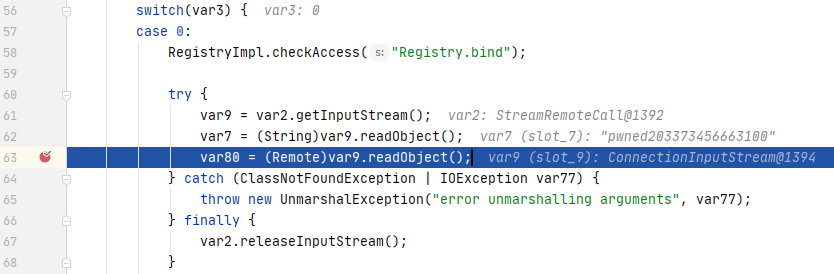 56 switch(var3) { var3: 0
57 case 0:
58 RegistryImpl.checkAccess( s: "Registry.bind");
59
60 try {
61 var9 = var2.getInputStream(); var2: StreamRemoteCall@1392
62 var7 = (String)var9.readObject(); var7 (slot_7): "pwned203373456663100"
63 var80 = (Remote)var9.readObject(); var9 (slot_9): ConnectionInputStream@1394
64 } catch (ClassNotFoundException | IOException var77) {
65 throw new UnmarshalException("error unmarshalling arguments", var77);
66 } finally {
67 var2.releaseInputStream();
68 }